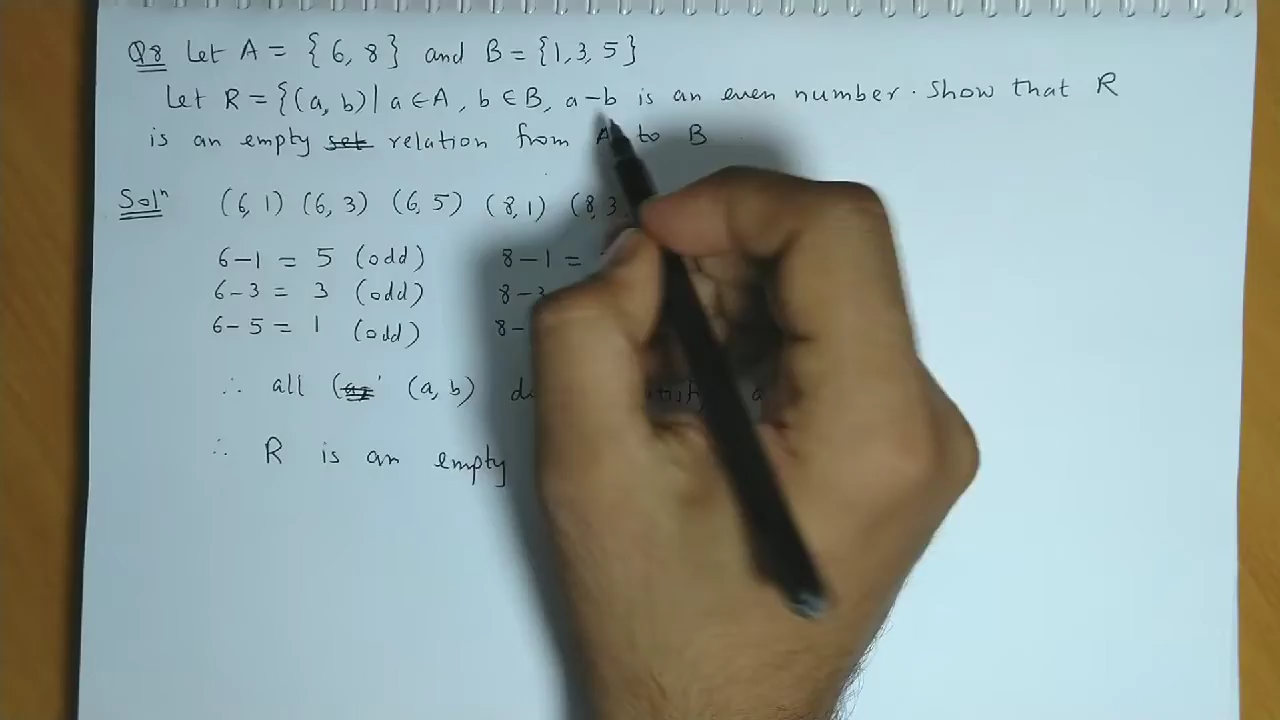 Q8 Let A = { 6, 8 } and B = {1,3, 5 }
Let R = {(a, b) | a ∈ A, b ∈ B, a - b is an even number. Show that R
is an empty set relation from A to B
Solⁿ (6, 1) (6, 3) (6, 5) (8, 1) (8, 3
6 - 1 = 5 (odd) 8 - 1 =
6 - 3 = 3 (odd) 8 - 3
6 - 5 = 1 (odd) 8 -
∴ all (a, b)
∴ R is an empty